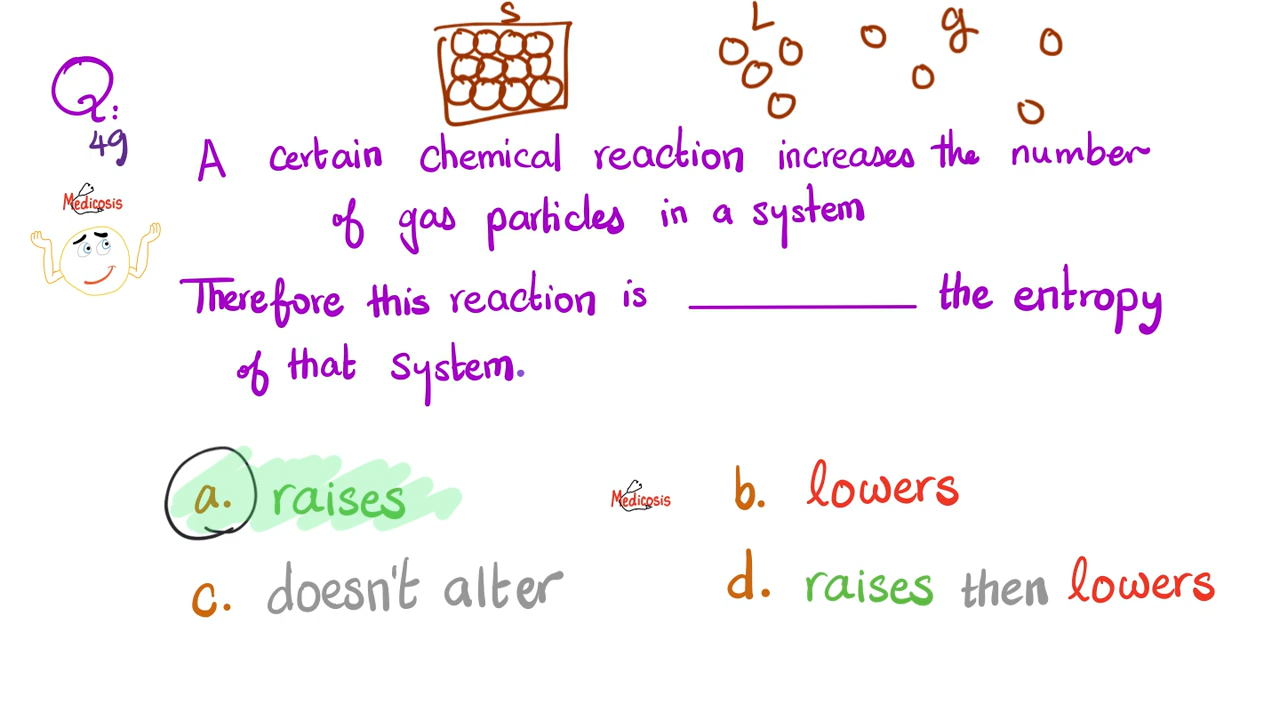 S L g
Q:
49
A certain chemical reaction increases the number
of gas particles in a system
Medicosis
Therefore this reaction is ________ the entropy
of that system.
a. raises
b. lowers
Medicosis
c. doesn't alter
d. raises then lowers